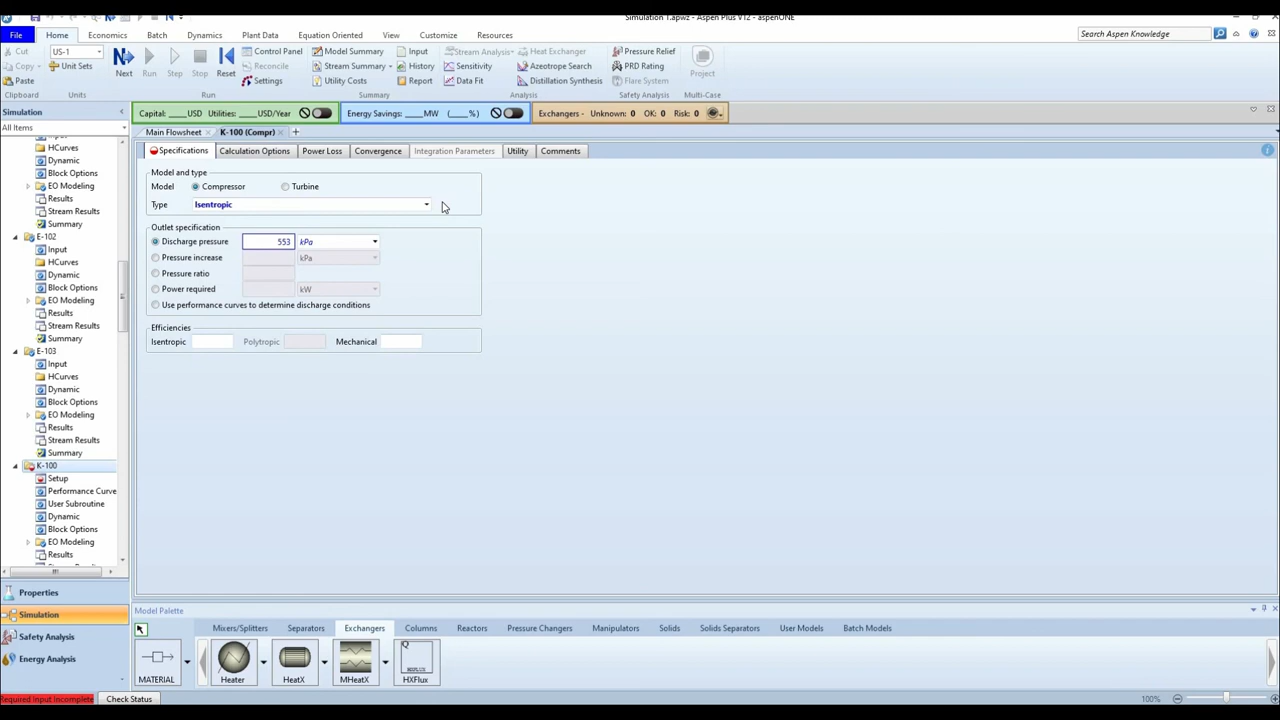 Simulation 1.apwz - Aspen Plus V12 - aspenONE
File Home Economics Batch Dynamics Plant Data Equation Oriented View Customize Resources Search Aspen Knowledge
Cut
Copy
Paste
Clipboard
US-1
Unit Sets
Units
Next Run Step Stop Reset
Control Panel
Reconcile
Settings
Run
Model Summary Input
Stream Summary History
Utility Costs Report
Summary
Stream Analysis Heat Exchanger
Sensitivity Azeotrope Search
Data Fit Distillation Synthesis
Analysis
Pressure Relief
PRD Rating
Flare System
Safety Analysis
Project
Multi-Case
Simulation
All Items
Capital: ____USD Utilities: ____USD/Year
Energy Savings: ____MW (____%)
Exchangers - Unknown: 0 OK: 0 Risk: 0
Main Flowsheet K-100 (Compr)
Input
HCurves
Dynamic
Block Options
EO Modeling
Results
Stream Results
Summary
E-102
Input
HCurves
Dynamic
Block Options
EO Modeling
Results
Stream Results
Summary
E-103
Input
HCurves
Dynamic
Block Options
EO Modeling
Results
Stream Results
Summary
K-100
Setup
Performance Curve
User Subroutine
Dynamic
Block Options
EO Modeling
Results
Properties
Simulation
Safety Analysis
Energy Analysis
Specifications Calculation Options Power Loss Convergence Integration Parameters Utility Comments
Model and type
Model Compressor Turbine
Type Isentropic
Outlet specification
Discharge pressure 553 kPa
Pressure increase kPa
Pressure ratio
Power required kW
Use performance curves to determine discharge conditions
Efficiencies
Isentropic Polytropic Mechanical
Model Palette
Mixers/Splitters Separators Exchangers Columns Reactors Pressure Changers Manipulators Solids Solids Separators User Models Batch Models
MATERIAL Heater HeatX MHeatX HXFlux
Required Input Incomplete Check Status 100%